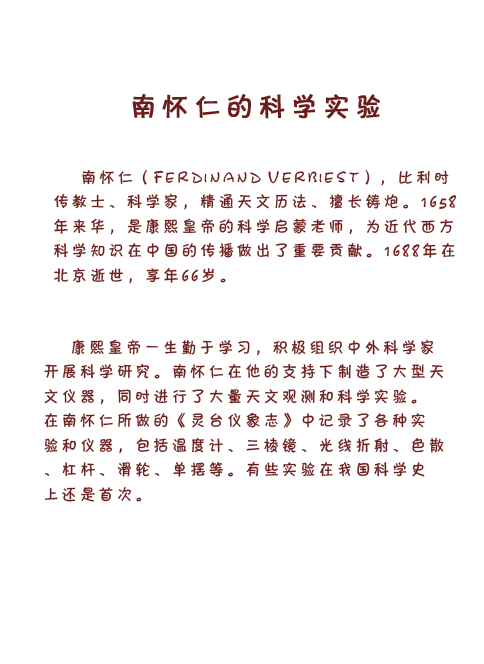 南怀仁的科学实验
南怀仁（FERDINAND VERBIEST），比利时
传教士、科学家，精通天文历法、擅长铸炮。1658
年来华，是康熙皇帝的科学启蒙老师，为近代西方
科学知识在中国的传播做出了重要贡献。1688年在
北京逝世，享年66岁。
康熙皇帝一生勤于学习，积极组织中外科学家
开展科学研究。南怀仁在他的支持下制造了大型天
文仪器，同时进行了大量天文观测和科学实验。
在南怀仁所做的《灵台仪象志》中记录了各种实
验和仪器，包括温度计、三棱镜、光线折射、色散
、杠杆、滑轮、单摆等。有些实验在我国科学史
上还是首次。